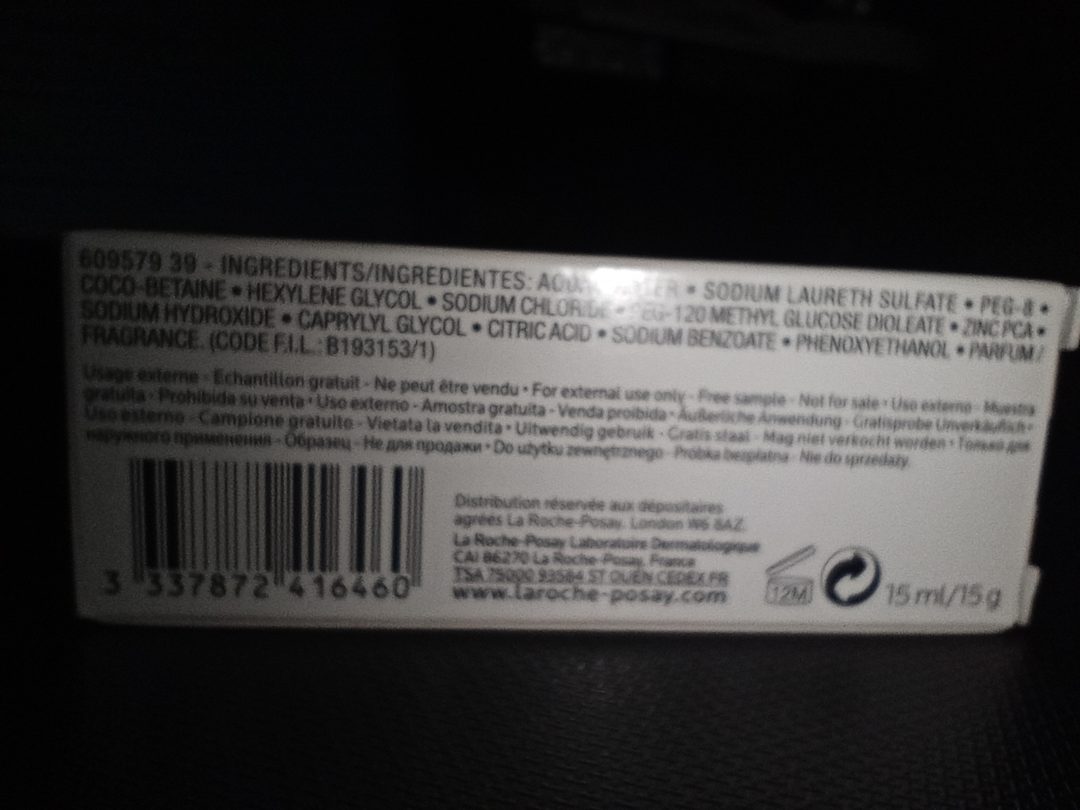 609579 39 - INGREDIENTS/INGREDIENTES: • SODIUM LAURETH SULFATE • PEG-8 •
COCO-BETAINE • HEXYLENE GLYCOL • SODIUM CHLORIDE • PEG-120 METHYL GLUCOSE DIOLEATE • ZINC PCA •
SODIUM HYDROXIDE • CAPRYLYL GLYCOL • CITRIC ACID • SODIUM BENZOATE • PHENOXYETHANOL • PARFUM /
FRAGRANCE. (CODE F.I.L.: B193153/1)
Usage externe - Echantillon gratuit - Ne peut être vendu • For external use only - Free sample - Not for sale • Uso externo - Muestra
gratuita - Prohibida su venta • Uso externo - Amostra gratuita - Venda proibida • Äußerliche Anwendung - Gratisprobe Unverkäuflich •
Uso esterno - Campione gratuito - Vietata la vendita • Uitwendig gebruik - Gratis staal - Mag niet verkocht worden • Только для
наружного применения - Образец - Не для продажи • Do użytku zewnętrznego - Próbka bezpłatna - Nie do sprzedaży.
Distribution réservée aux dépositaires
agréés La Roche-Posay. London W6 8AZ.
La Roche-Posay Laboratoire Dermatologique
CAI 86270 La Roche-Posay, France
TSA 75000 93584 ST OUEN CEDEX FR
www.laroche-posay.com
3 337872 416460
12M
15 ml/15 g